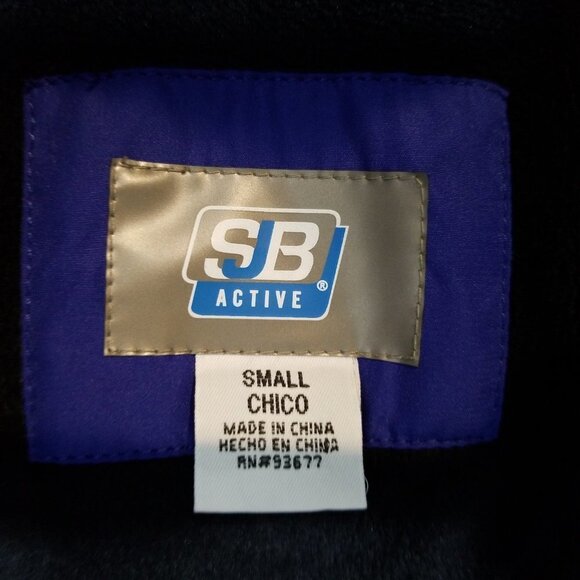 SJB
ACTIVE ®
SMALL
CHICO
MADE IN CHINA
HECHO EN CHINA
RN#93677